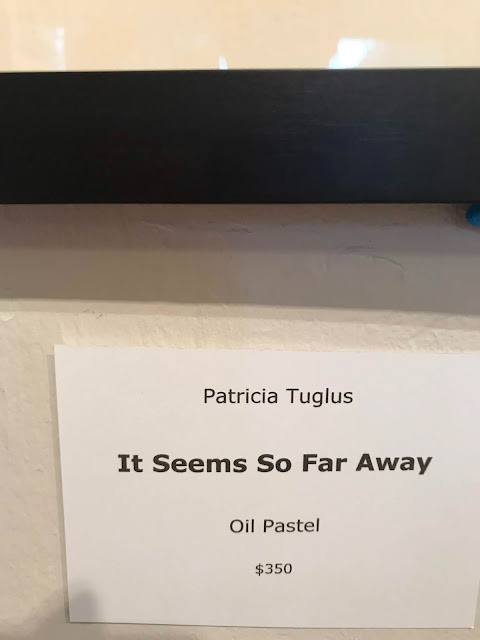 Patricia Tuglus
It Seems So Far Away
Oil Pastel
$350